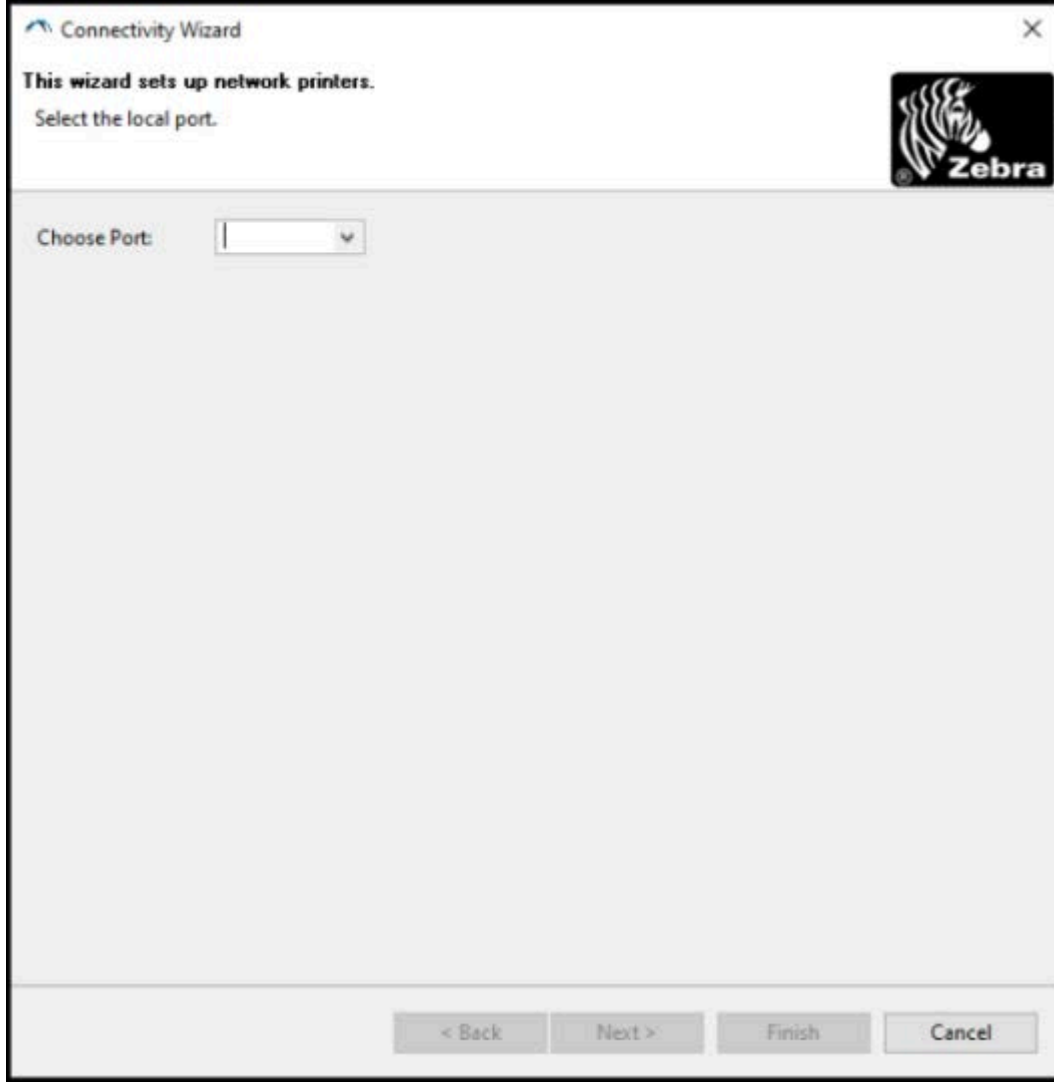 Connectivity Wizard
This wizard sets up network printers.
Select the local port.
® Zebra
Choose Port:
< Back Next > Finish Cancel